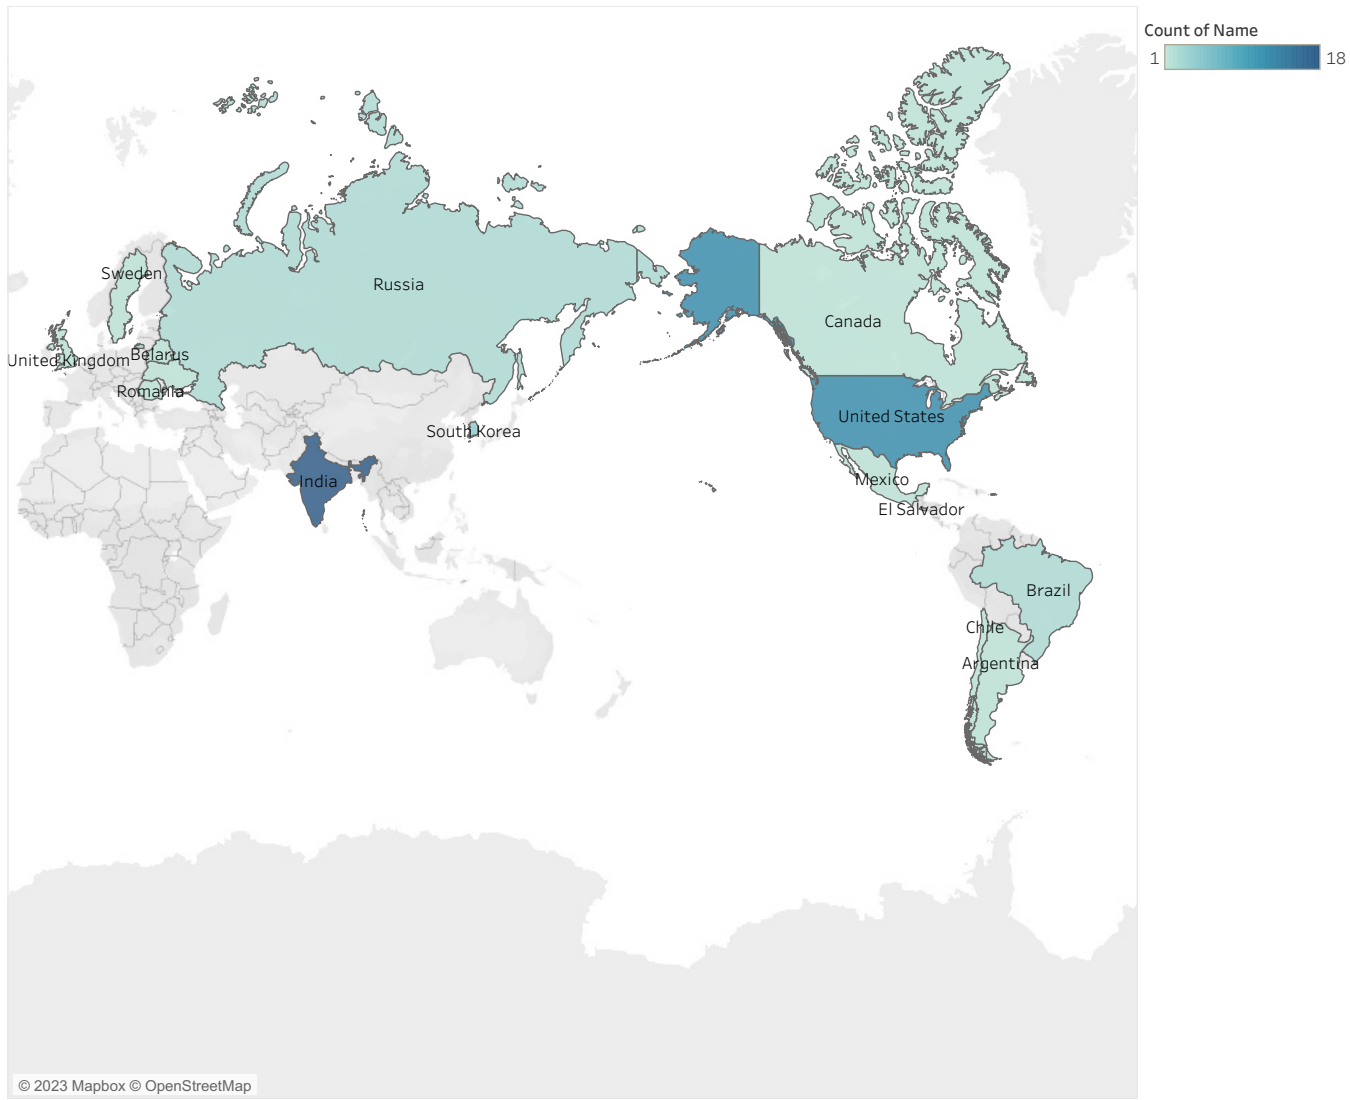 Count of Name
1 18
Sweden
Russia
Canada
United Kingdom
Belarus
Romania
United States
South Korea
India
Mexico
El Salvador
Brazil
Chile
Argentina
© 2023 Mapbox © OpenStreetMap